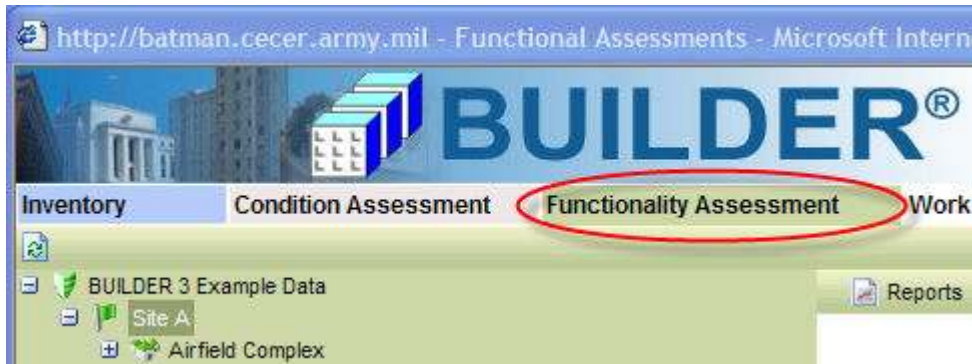 http://batman.cecer.army.mil - Functional Assessments - Microsoft Intern
BUILDER®
Inventory Condition Assessment Functionality Assessment Work
BUILDER 3 Example Data
Reports
Site A
Airfield Complex